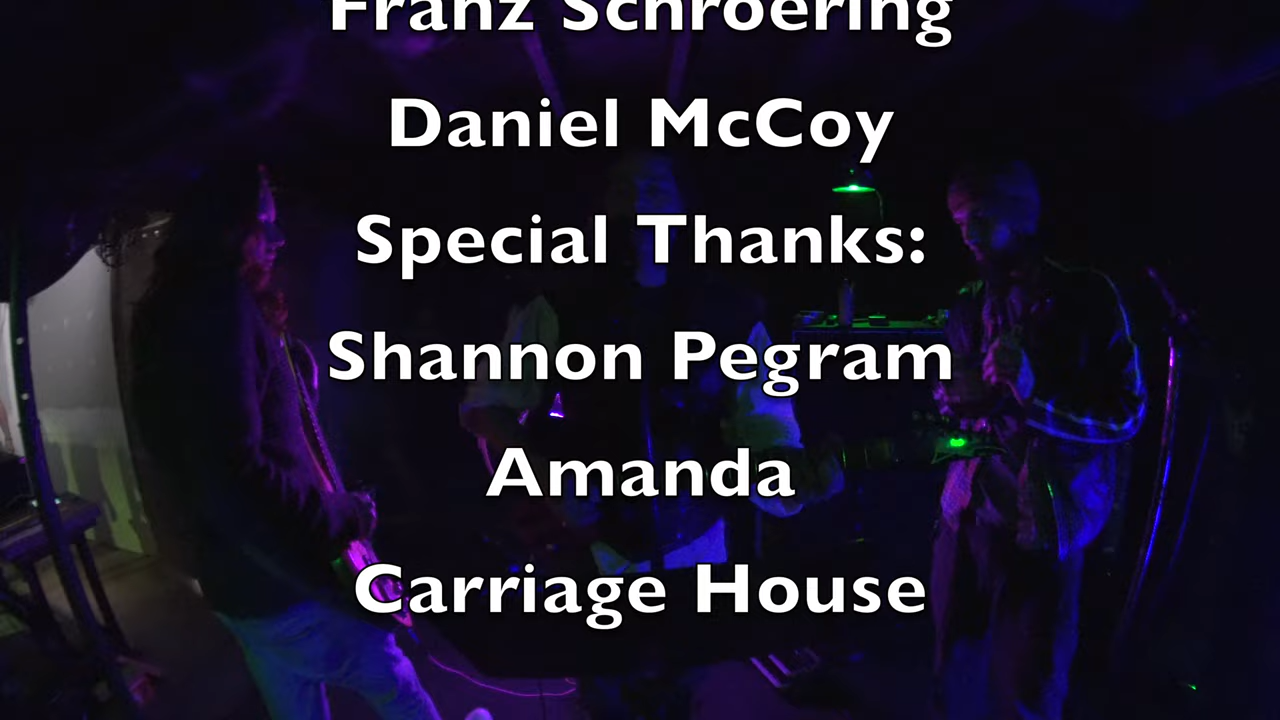 Franz Schroering
Daniel McCoy
Special Thanks:
Shannon Pegram
Amanda
Carriage House